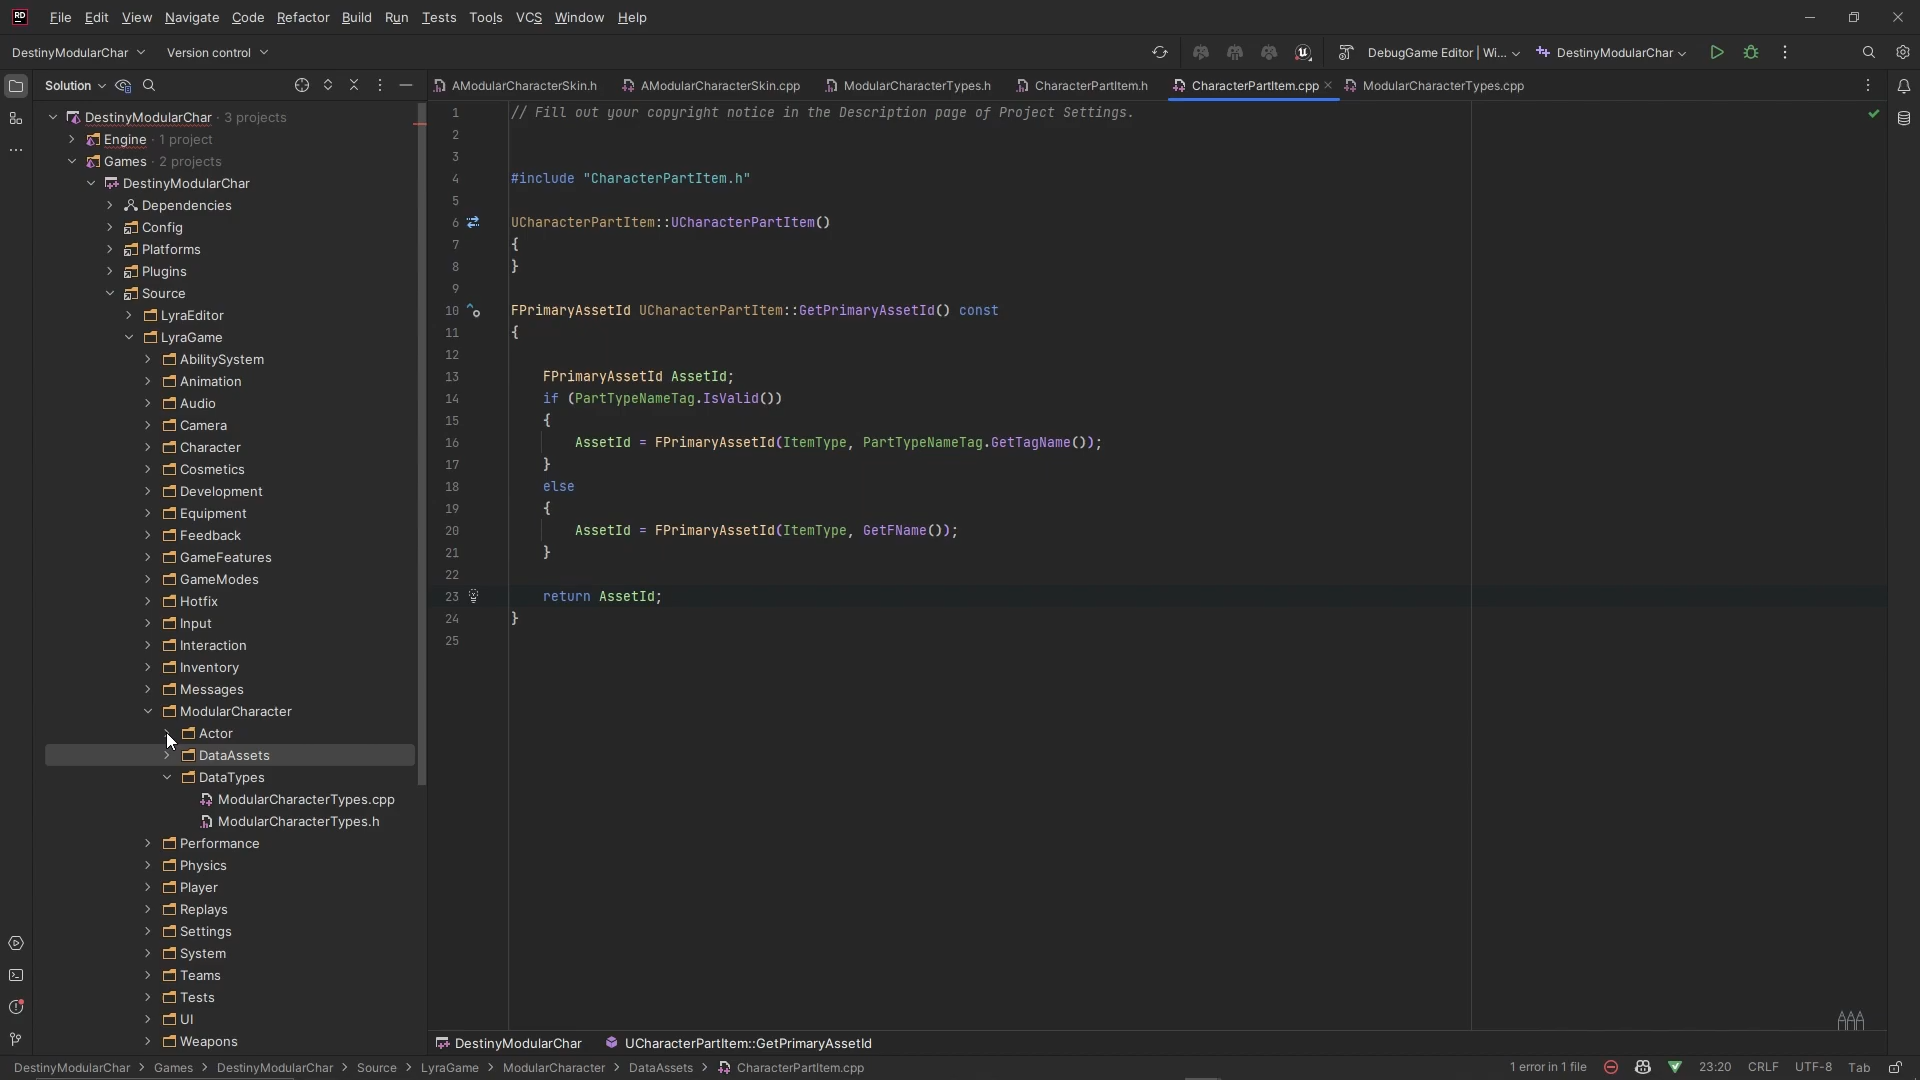 RD File Edit View Navigate Code Refactor Build Run Tests Tools VCS Window Help
DestinyModularChar Version control DebugGame Editor | Wi... DestinyModularChar
Solution
AModularCharacterSkin.h AModularCharacterSkin.cpp ModularCharacterTypes.h CharacterPartItem.h CharacterPartItem.cpp ModularCharacterTypes.cpp
DestinyModularChar · 3 projects
Engine · 1 project
Games · 2 projects
DestinyModularChar
Dependencies
Config
Platforms
Plugins
Source
LyraEditor
LyraGame
AbilitySystem
Animation
Audio
Camera
Character
Cosmetics
Development
Equipment
Feedback
GameFeatures
GameModes
Hotfix
Input
Interaction
Inventory
Messages
ModularCharacter
Actor
DataAssets
DataTypes
ModularCharacterTypes.cpp
ModularCharacterTypes.h
Performance
Physics
Player
Replays
Settings
System
Teams
Tests
UI
Weapons
1 // Fill out your copyright notice in the Description page of Project Settings.
2
3
4 #include "CharacterPartItem.h"
5
6 UCharacterPartItem::UCharacterPartItem()
7 {
8 }
9
10 FPrimaryAssetId UCharacterPartItem::GetPrimaryAssetId() const
11 {
12
13 FPrimaryAssetId AssetId;
14 if (PartTypeNameTag.IsValid())
15 {
16 AssetId = FPrimaryAssetId(ItemType, PartTypeNameTag.GetTagName());
17 }
18 else
19 {
20 AssetId = FPrimaryAssetId(ItemType, GetFName());
21 }
22
23 return AssetId;
24 }
25
DestinyModularChar UCharacterPartItem::GetPrimaryAssetId
DestinyModularChar > Games > DestinyModularChar > Source > LyraGame > ModularCharacter > DataAssets > CharacterPartItem.cpp 1 error in 1 file 23:20 CRLF UTF-8 Tab